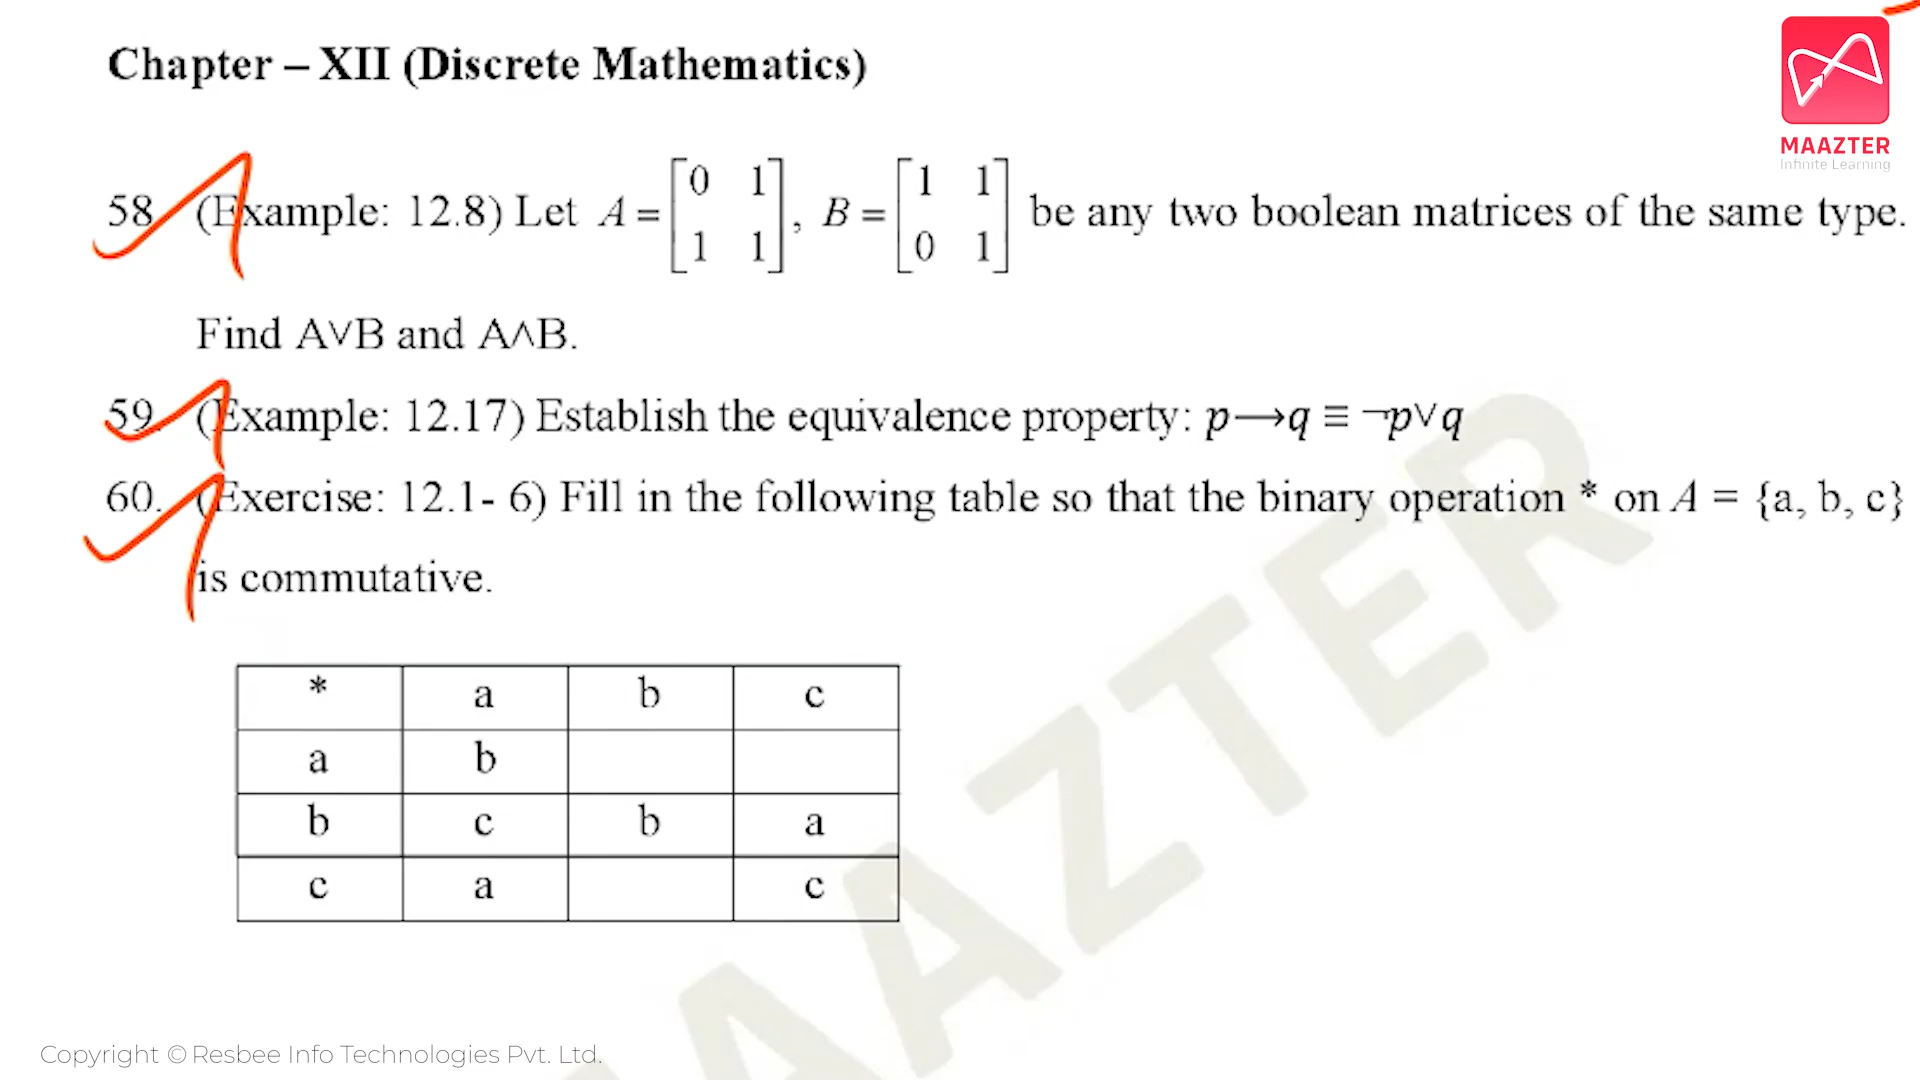 Chapter – XII (Discrete Mathematics)
MAAZTER
Infinite Learning
58. (Example: 12.8) Let A = [0 1; 1 1], B = [1 1; 0 1] be any two boolean matrices of the same type.
Find A∨B and A∧B.
59. (Example: 12.17) Establish the equivalence property: p⟶q ≡ ¬p∨q
60. (Exercise: 12.1- 6) Fill in the following table so that the binary operation * on A = {a, b, c}
is commutative.
* a b c
a b
b c b a
c a c
MAAZTER
Copyright © Resbee Info Technologies Pvt. Ltd.